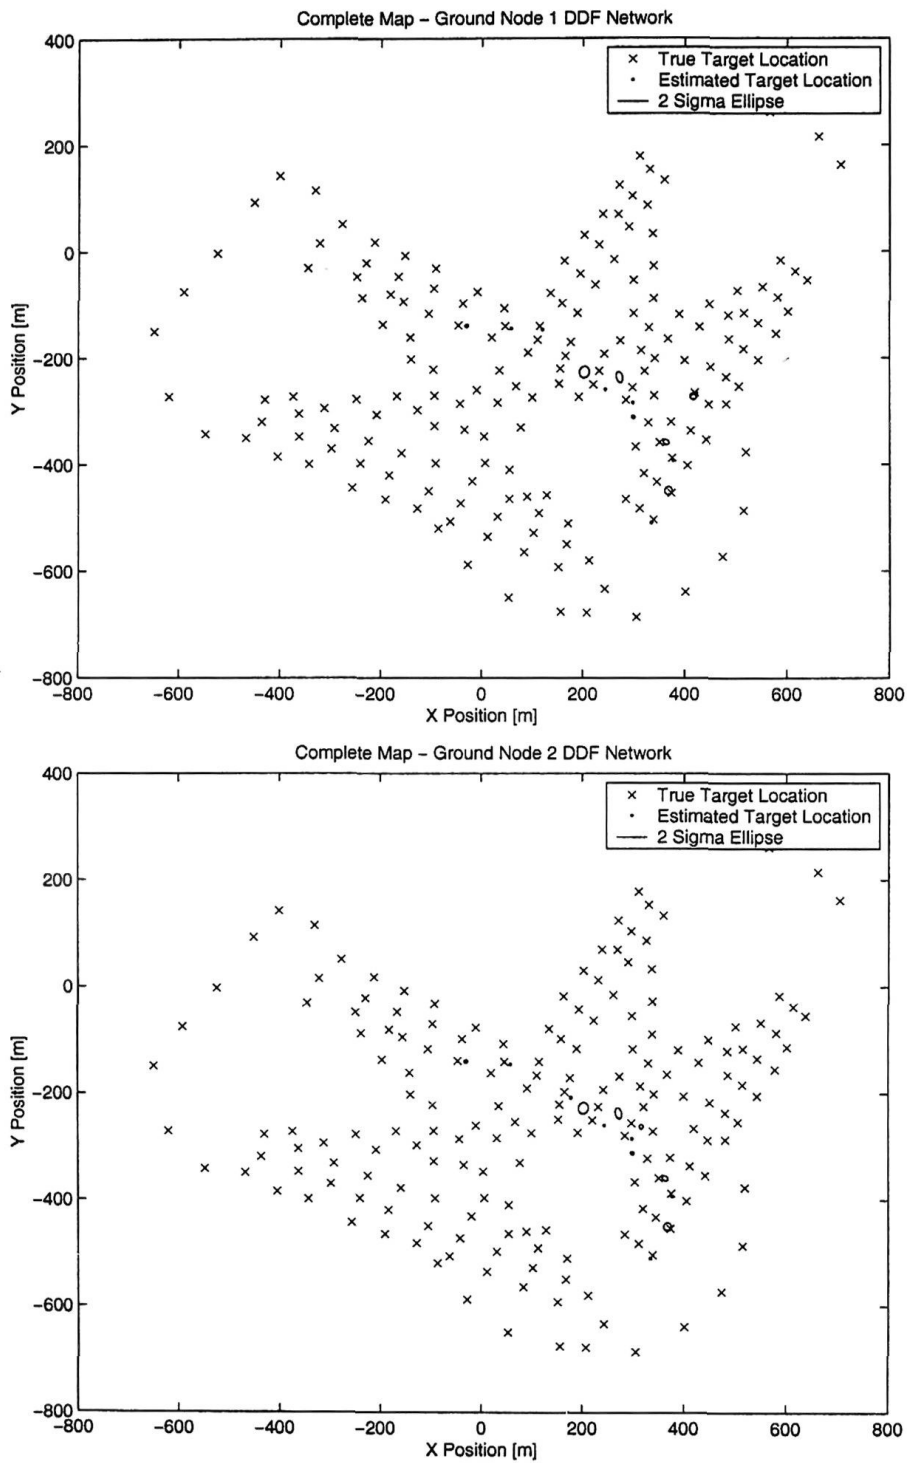 Complete Map – Ground Node 1 DDF Network
400
200
0
−200
−400
−600
−800
Y Position [m]
True Target Location
Estimated Target Location
2 Sigma Ellipse
−800 −600 −400 −200 0 200 400 600 800
X Position [m]
Complete Map – Ground Node 2 DDF Network
400
200
0
−200
−400
−600
−800
Y Position [m]
True Target Location
Estimated Target Location
2 Sigma Ellipse
−800 −600 −400 −200 0 200 400 600 800
X Position [m]